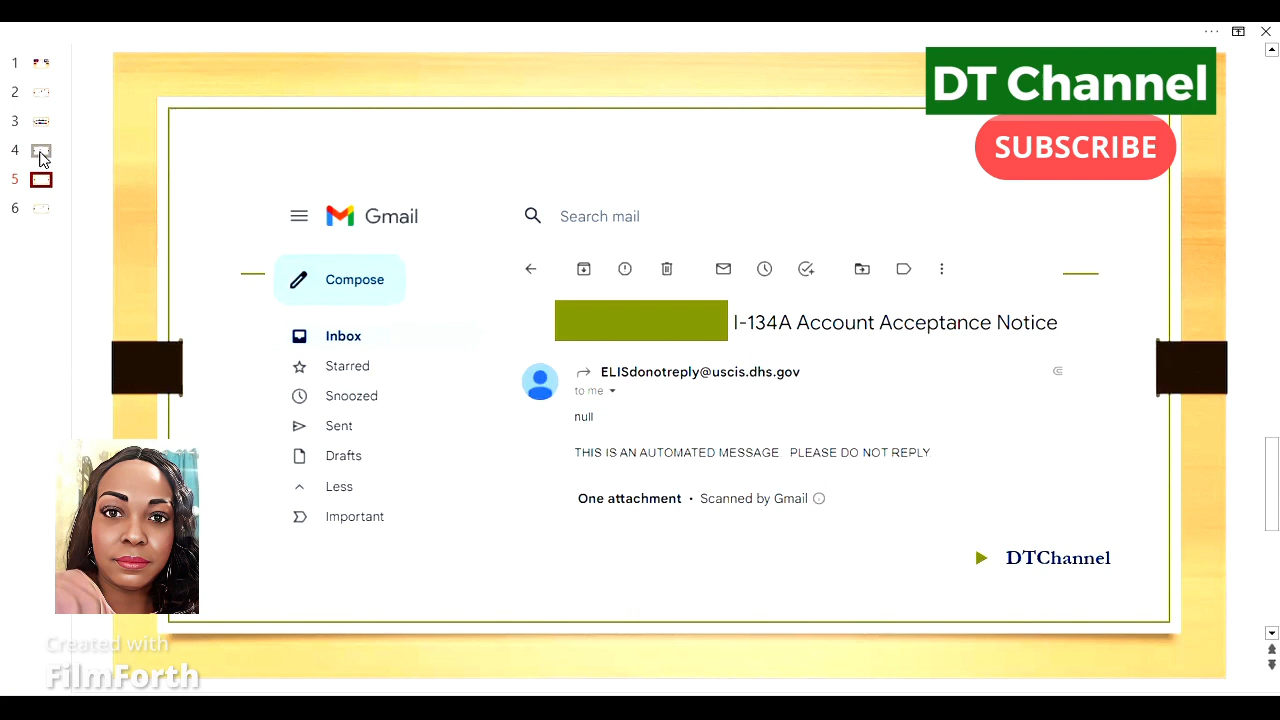 DT Channel
SUBSCRIBE
1
2
3
4
5
6
Gmail
Search mail
Compose
I-134A Account Acceptance Notice
Inbox
ELISdonotreply@uscis.dhs.gov
Starred
to me
Snoozed
null
Sent
THIS IS AN AUTOMATED MESSAGE PLEASE DO NOT REPLY
Drafts
Less
One attachment • Scanned by Gmail
Important
DTChannel
Created with
FilmForth